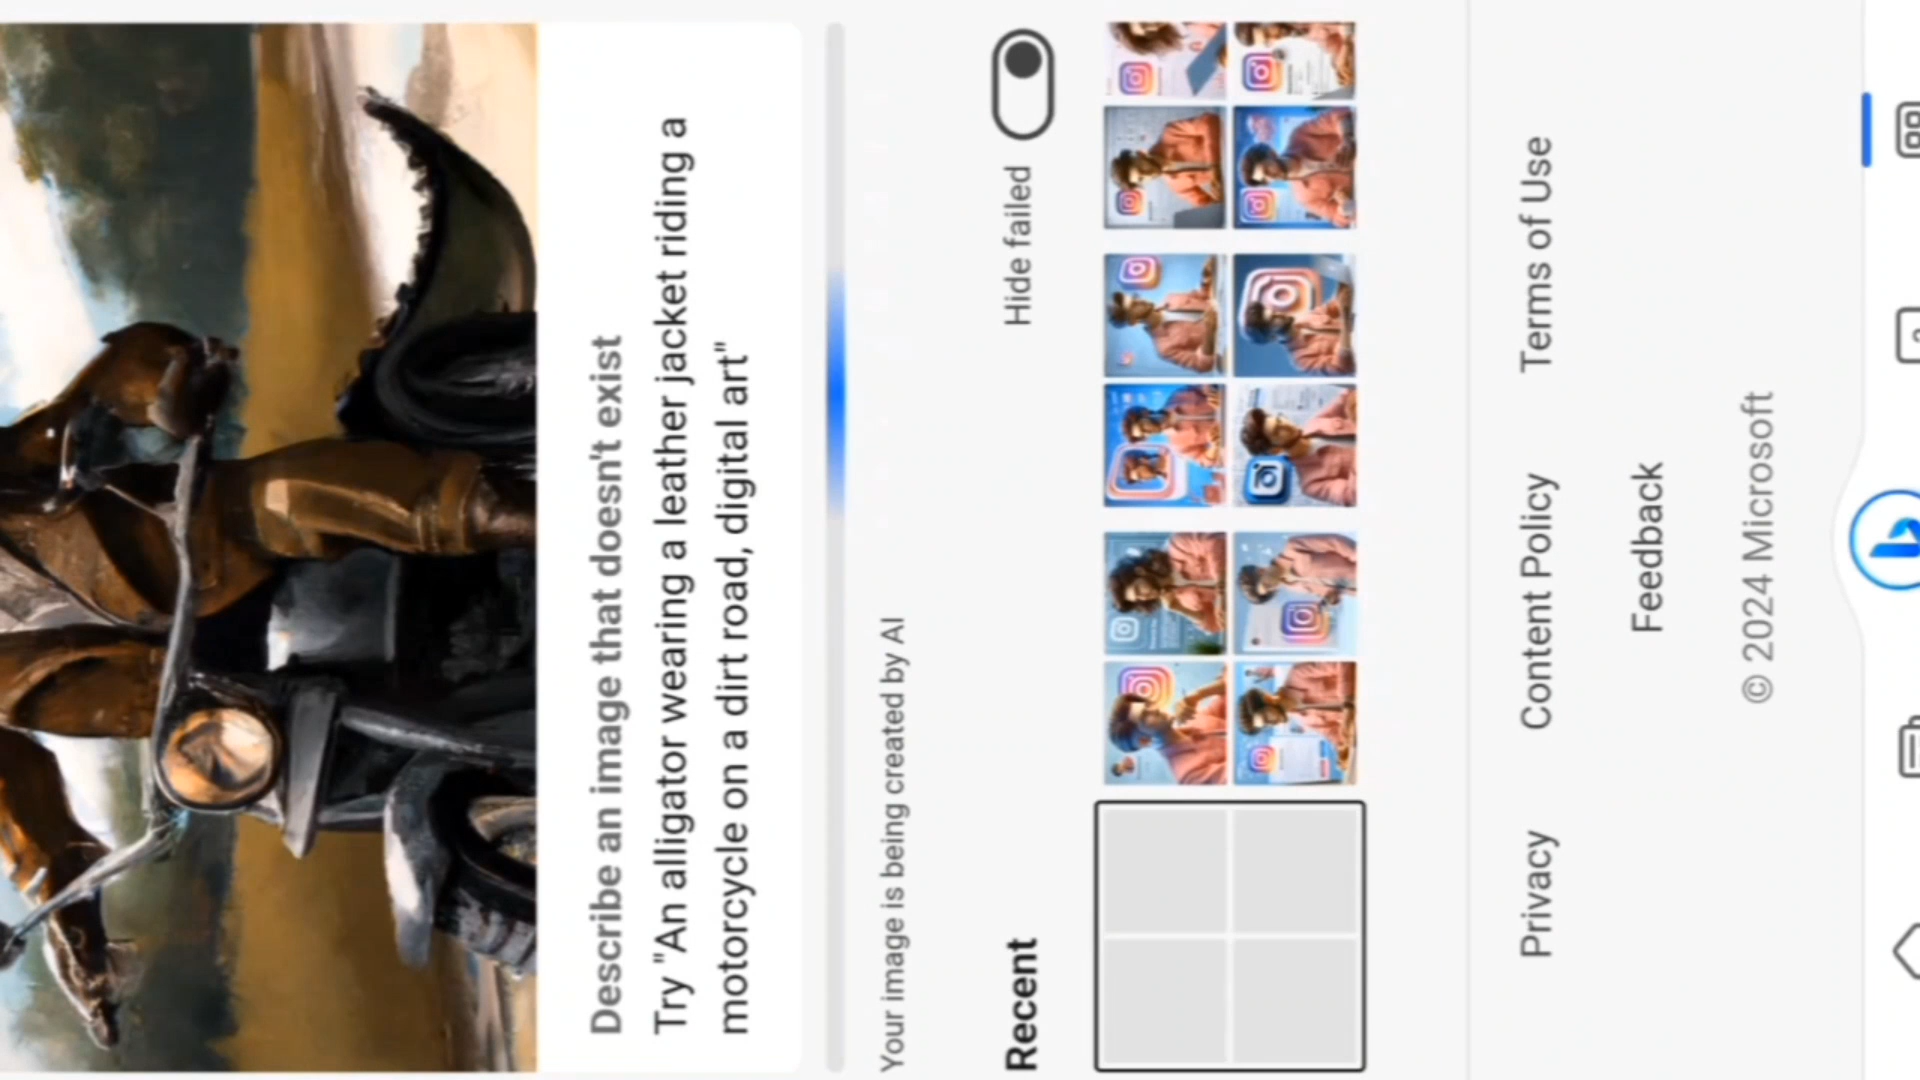 Describe an image that doesn't exist
Try "An alligator wearing a leather jacket riding a
motorcycle on a dirt road, digital art"
Your image is being created by AI
Recent
Hide failed
Privacy
Content Policy
Terms of Use
Feedback
© 2024 Microsoft